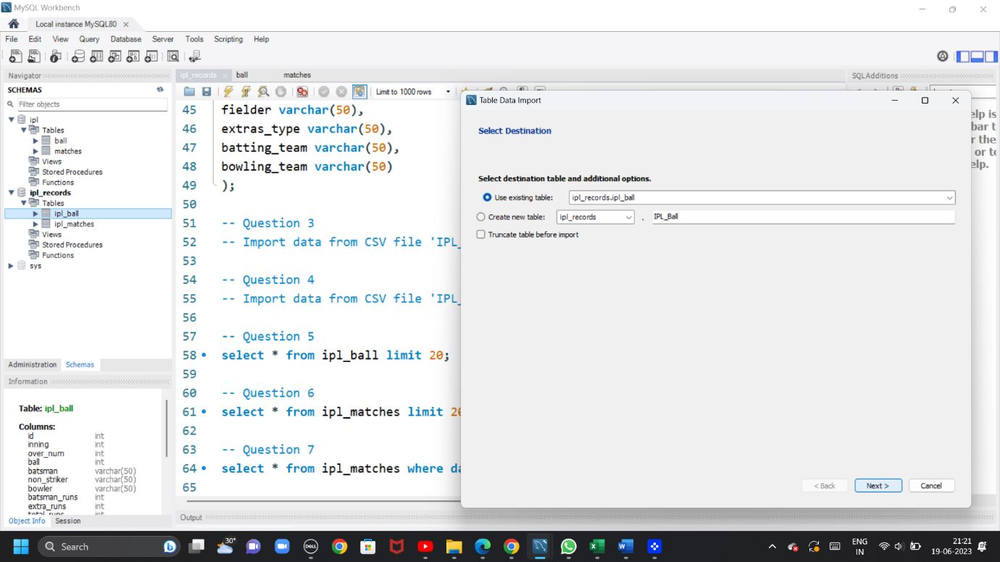 MySQL Workbench
Local instance MySQL80
File Edit View Query Database Server Tools Scripting Help
Navigator
SCHEMAS
Filter objects
ipl
Tables
ball
matches
Views
Stored Procedures
Functions
ipl_records
Tables
ipl_ball
ipl_matches
Views
Stored Procedures
Functions
sys
Administration Schemas
Information
Table: ipl_ball
Columns:
id int
inning int
over_num int
ball int
batsman varchar(50)
non_striker varchar(50)
bowler varchar(50)
batsman_runs int
extra_runs int
total_runs int
Object Info Session
ipl_records ball matches
Limit to 1000 rows
45 fielder varchar(50),
46 extras_type varchar(50),
47 batting_team varchar(50),
48 bowling_team varchar(50)
49 );
50
51 -- Question 3
52 -- Import data from CSV file 'IPL_
53
54 -- Question 4
55 -- Import data from CSV file 'IPL_
56
57 -- Question 5
58 select * from ipl_ball limit 20;
59
60 -- Question 6
61 select * from ipl_matches limit 20
62
63 -- Question 7
64 select * from ipl_matches where da
65
Output
SQLAdditions
elp is
bar t
r the
or to
elp.
Table Data Import
Select Destination
Select destination table and additional options.
Use existing table: ipl_records.ipl_ball
Create new table: ipl_records . IPL_Ball
Truncate table before import
< Back Next > Cancel
Search
30°
DELL
ENG
IN
21:21
19-06-2023